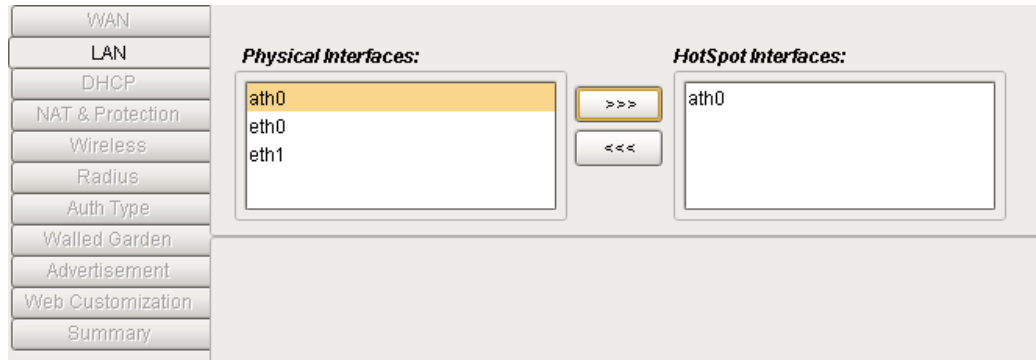 WAN
LAN
DHCP
NAT & Protection
Wireless
Radius
Auth Type
Walled Garden
Advertisement
Web Customization
Summary
Physical Interfaces:
ath0
eth0
eth1
>>>
<<<
HotSpot Interfaces:
ath0